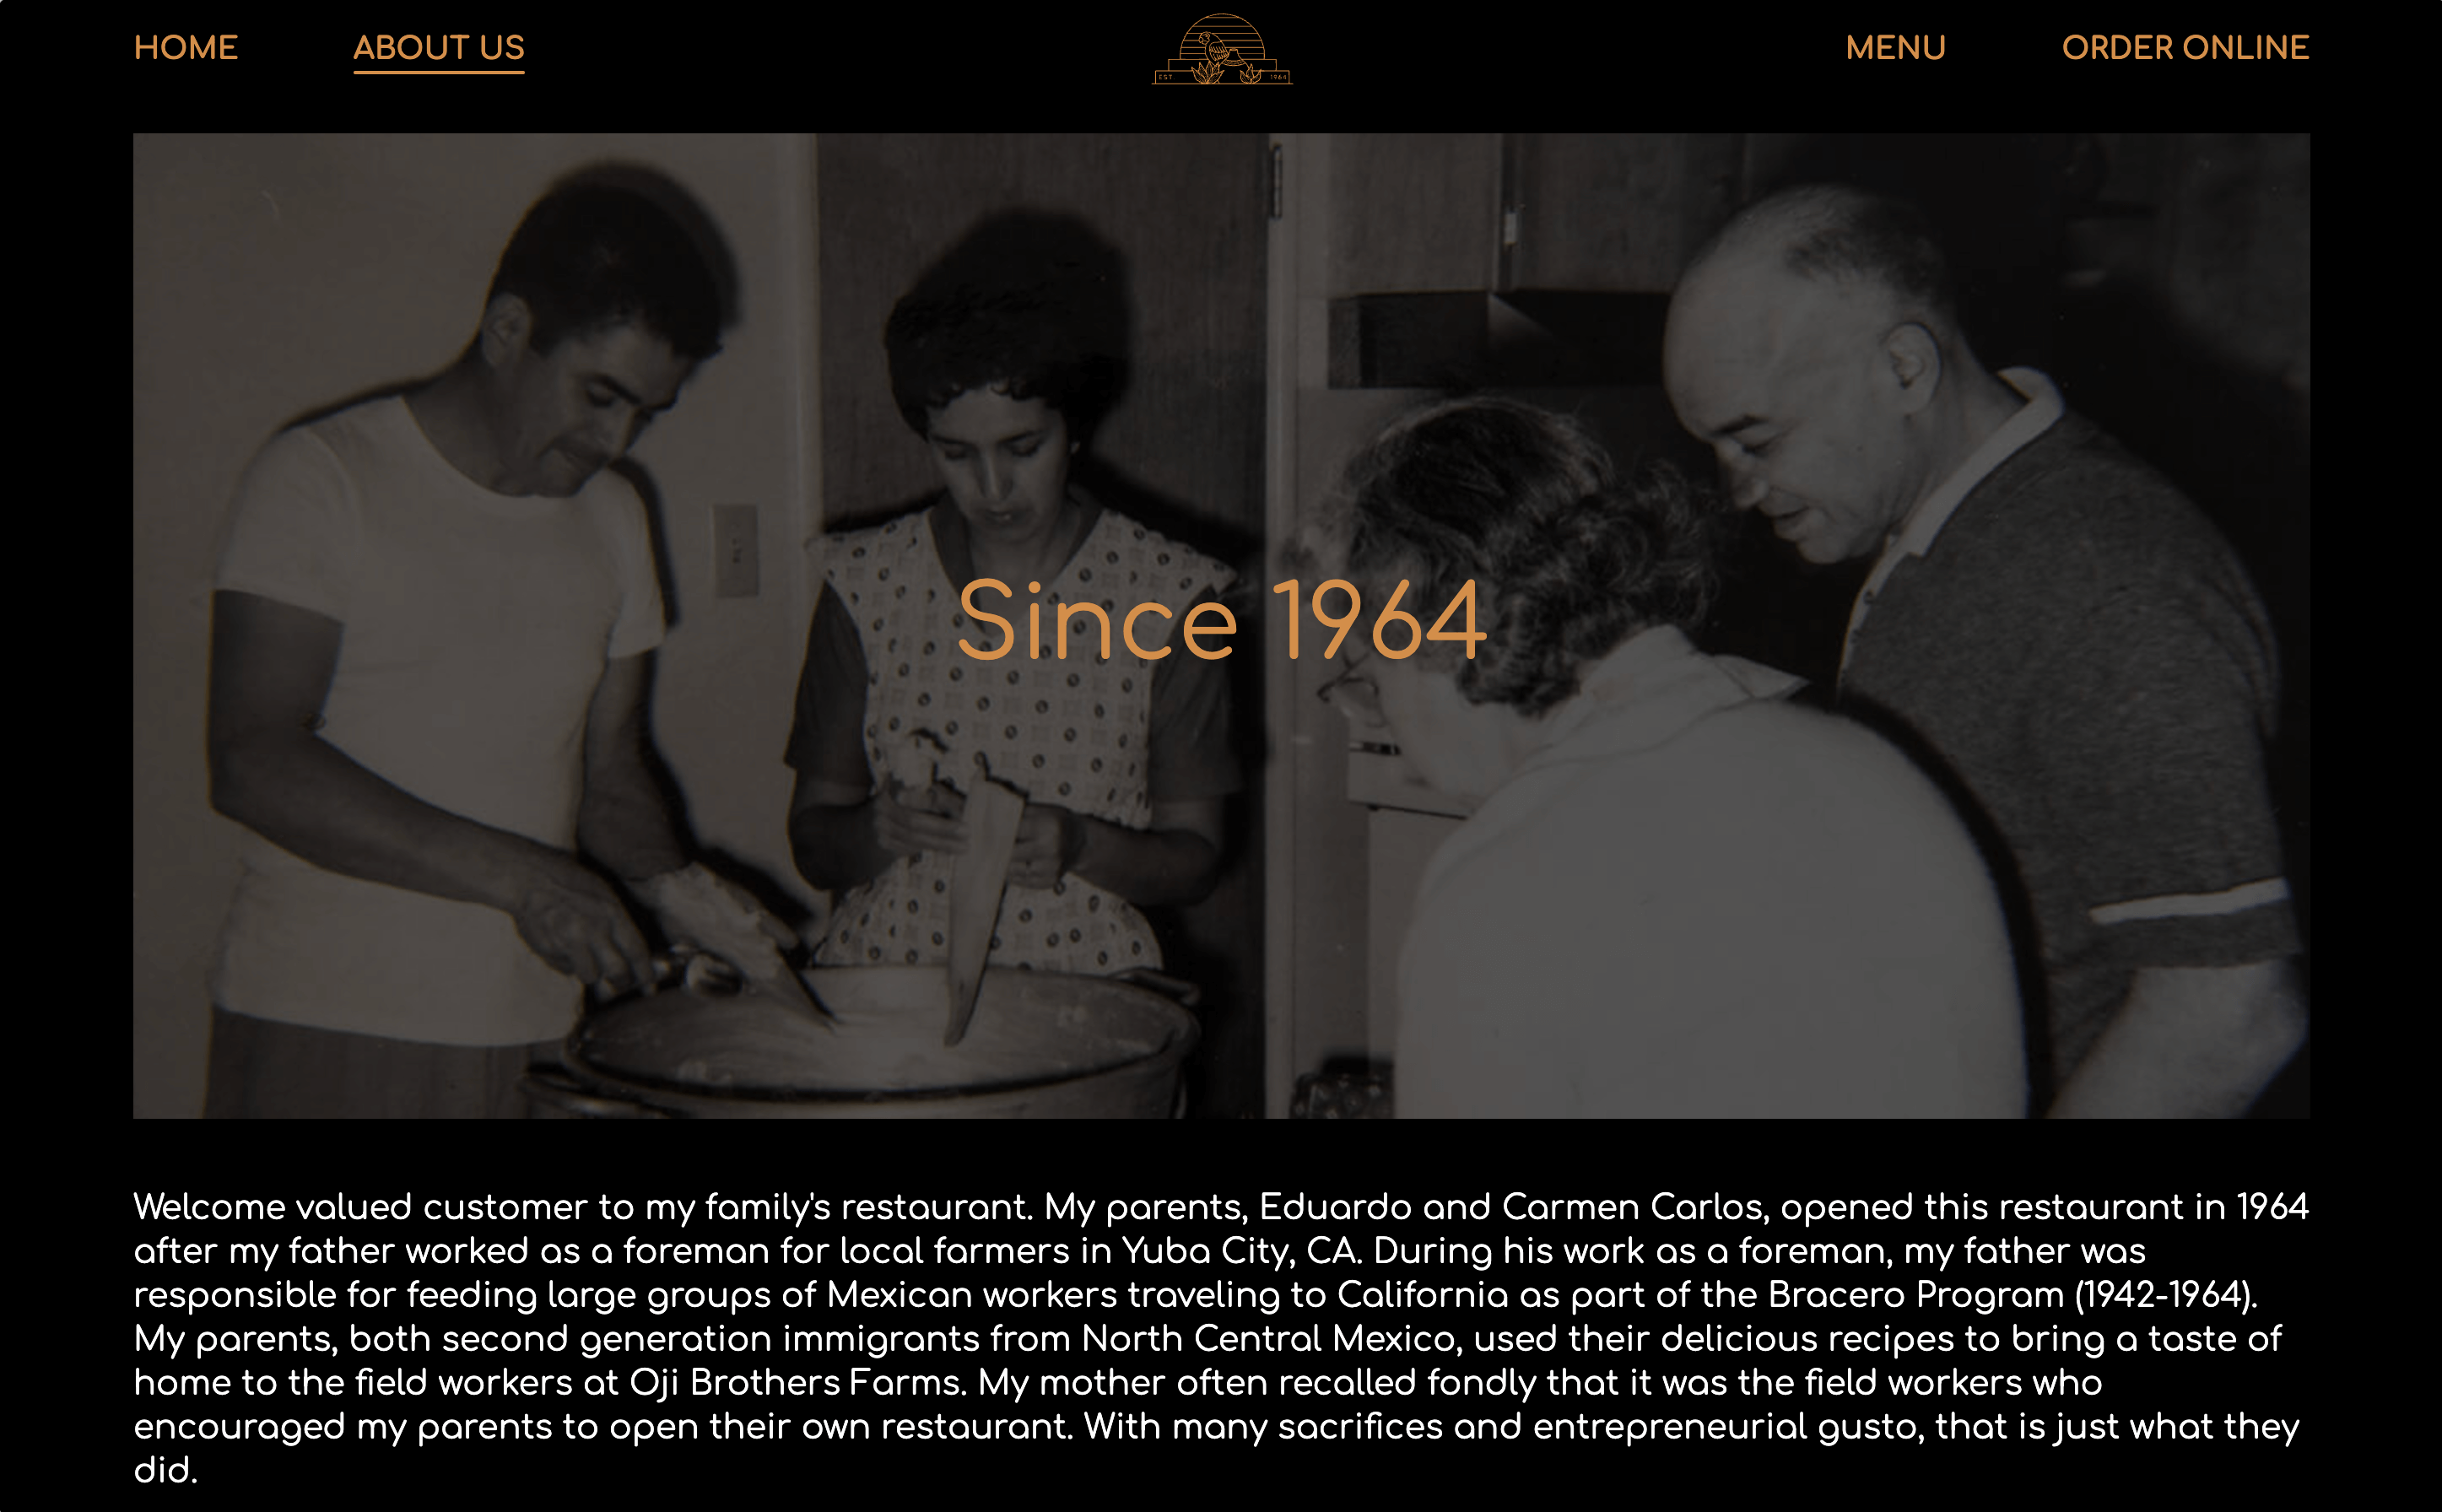 HOME
ABOUT US
EST
1964
MENU
ORDER ONLINE
Since 1964
Welcome valued customer to my family's restaurant. My parents, Eduardo and Carmen Carlos, opened this restaurant in 1964
after my father worked as a foreman for local farmers in Yuba City, CA. During his work as a foreman, my father was
responsible for feeding large groups of Mexican workers traveling to California as part of the Bracero Program (1942-1964).
My parents, both second generation immigrants from North Central Mexico, used their delicious recipes to bring a taste of
home to the field workers at Oji Brothers Farms. My mother often recalled fondly that it was the field workers who
encouraged my parents to open their own restaurant. With many sacrifices and entrepreneurial gusto, that is just what they
did.